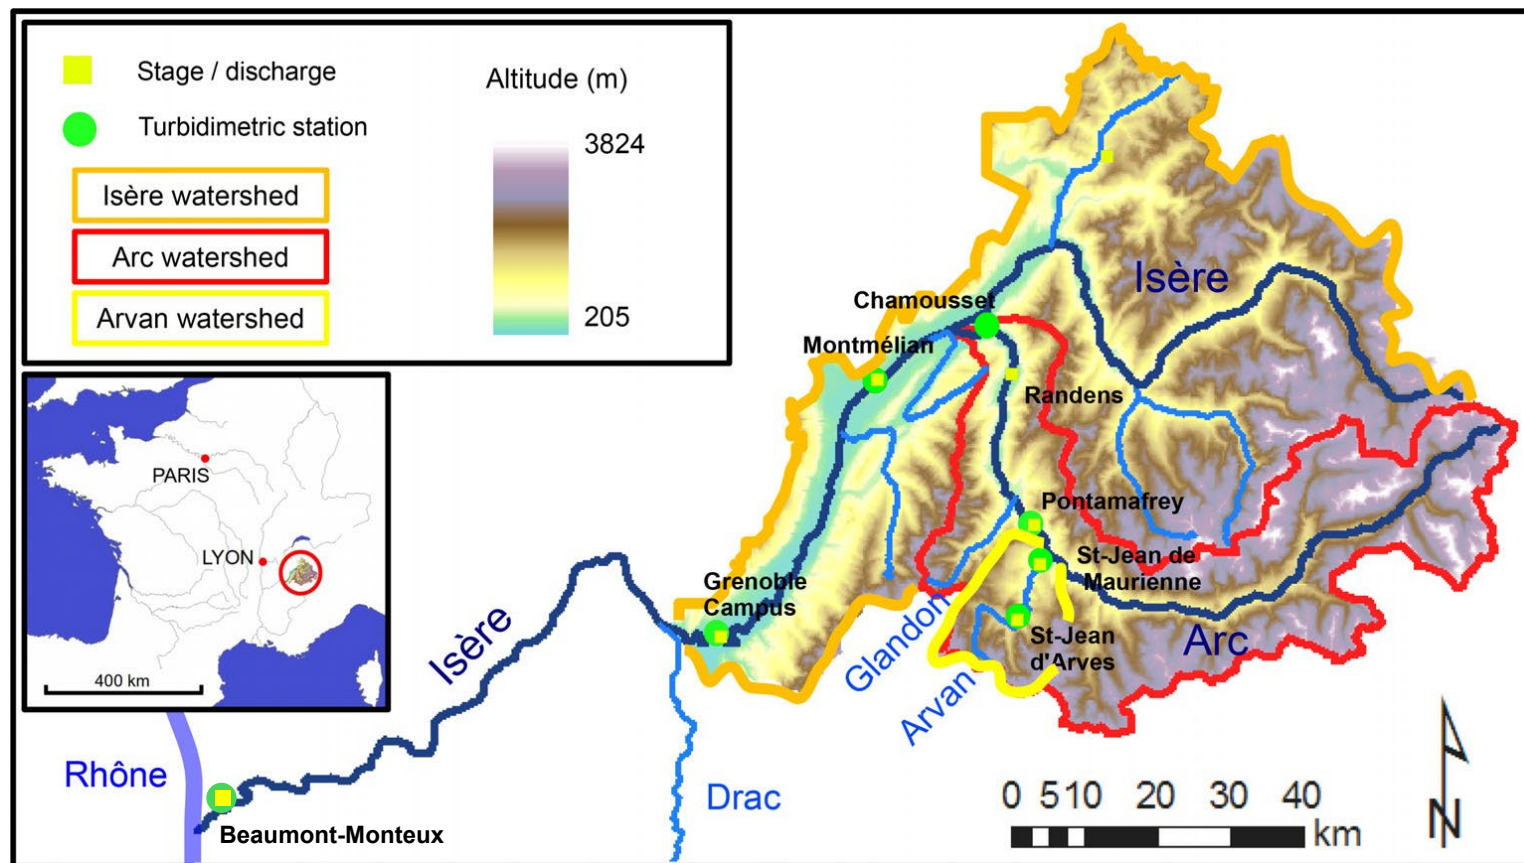 Stage / discharge
Turbidimetric station
Isère watershed
Arc watershed
Arvan watershed
Altitude (m)
3824
205
PARIS
LYON
400 km
Chamousset
Montmélian
Isère
Randens
Pontamafrey
St-Jean de
Maurienne
Grenoble
Campus
St-Jean
d'Arves
Arc
Glandon
Arvan
Isère
Rhône
Drac
Beaumont-Monteux
0 5 10 20 30 40
km
N